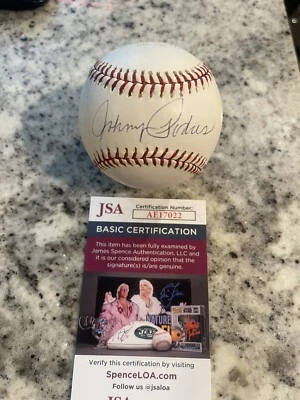 Johnny Podres
JSA
Certification Number:
AE17022
BASIC CERTIFICATION
This item has been fully examined by
James Spence Authentication, LLC and
it is our considered opinion that the
signature(s) is/are genuine.
Verify this certification by visiting
SpenceLOA.com
Follow us @jsaloa
JSA